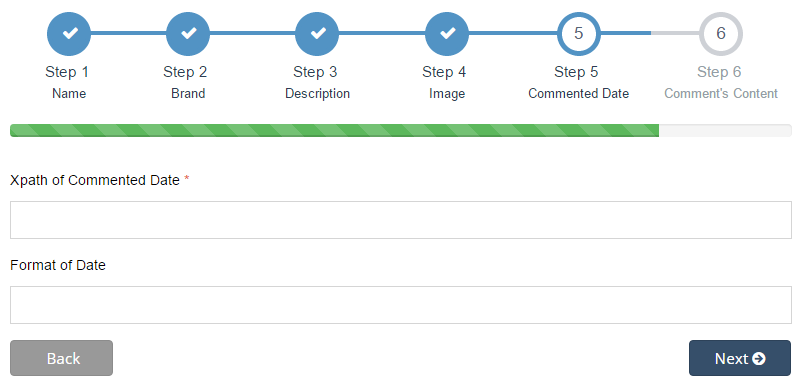 5 6
Step 1 Step 2 Step 3 Step 4 Step 5 Step 6
Name Brand Description Image Commented Date Comment's Content
Xpath of Commented Date *
Format of Date
Back Next